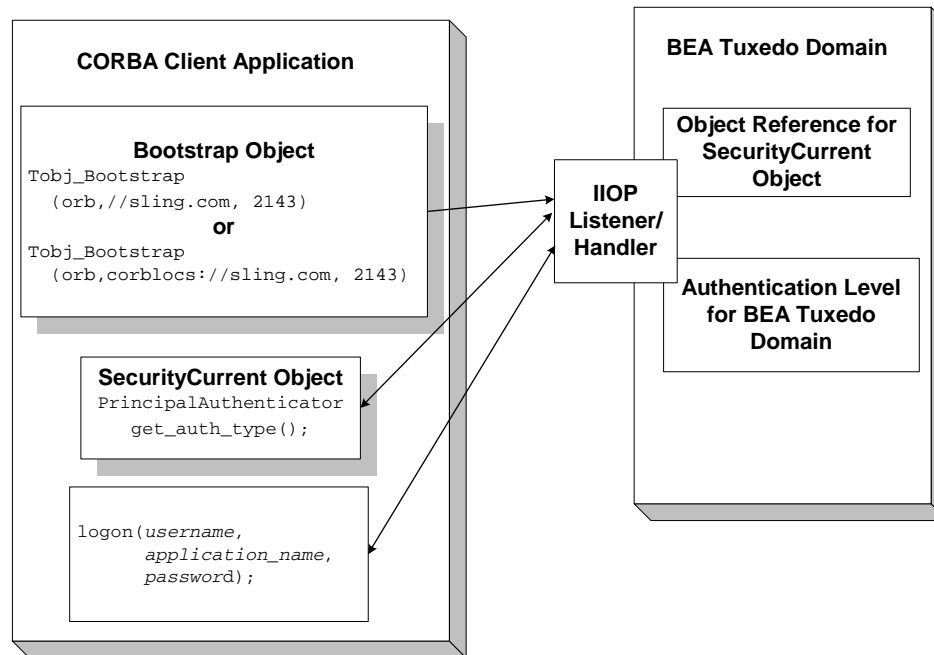 CORBA Client Application
Bootstrap Object
Tobj_Bootstrap
(orb,//sling.com, 2143)
or
Tobj_Bootstrap
(orb,corblocs://sling.com, 2143)
SecurityCurrent Object
PrincipalAuthenticator
get_auth_type();
logon(username,
application_name,
password);
IIOP
Listener/
Handler
BEA Tuxedo Domain
Object Reference for
SecurityCurrent
Object
Authentication Level
for BEA Tuxedo
Domain